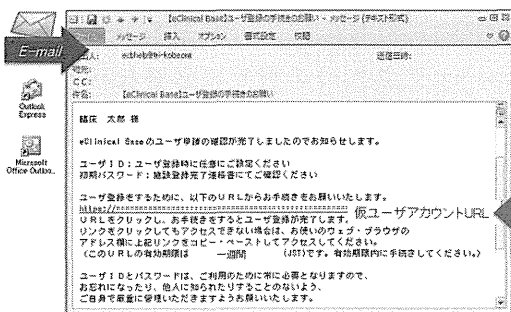 【eClinical Base】ユーザ登録の手続きのお願い - メッセージ (テキスト形式)
メッセージ 挿入 オプション 書式設定 校閲
E-mail
送信日時:
宛先:
CC:
件名: 【eClinical Base】ユーザ登録の手続きのお願い
Outlook
Express
Microsoft
Office Outloo...
臨床 太郎 様
eClinical Baseのユーザ申請の確認が完了しましたのでお知らせします。
ユーザID:ユーザ登録時に任意にご設定ください
初期パスワード:施設登録完了連絡書にてご確認ください
ユーザ登録をするために、以下のURLからお手続きをお願いいたします。
仮ユーザアカウントURL
URLをクリックし、お手続きをするとユーザ登録が完了します。
リンクをクリックしてもアクセスできない場合は、お使いのウェブ・ブラウザの
アドレス欄に上記リンクをコピー・ペーストしてアクセスしてください。
(このURLの有効期限は 一週間 (JST)です。有効期限内に手続きしてください。)
ユーザIDとパスワードは、ご利用のために常に必要となりますので、
お忘れになったり、他人に知られたりすることのないよう、
ご自身で厳重に管理いただきますようお願いいたします。